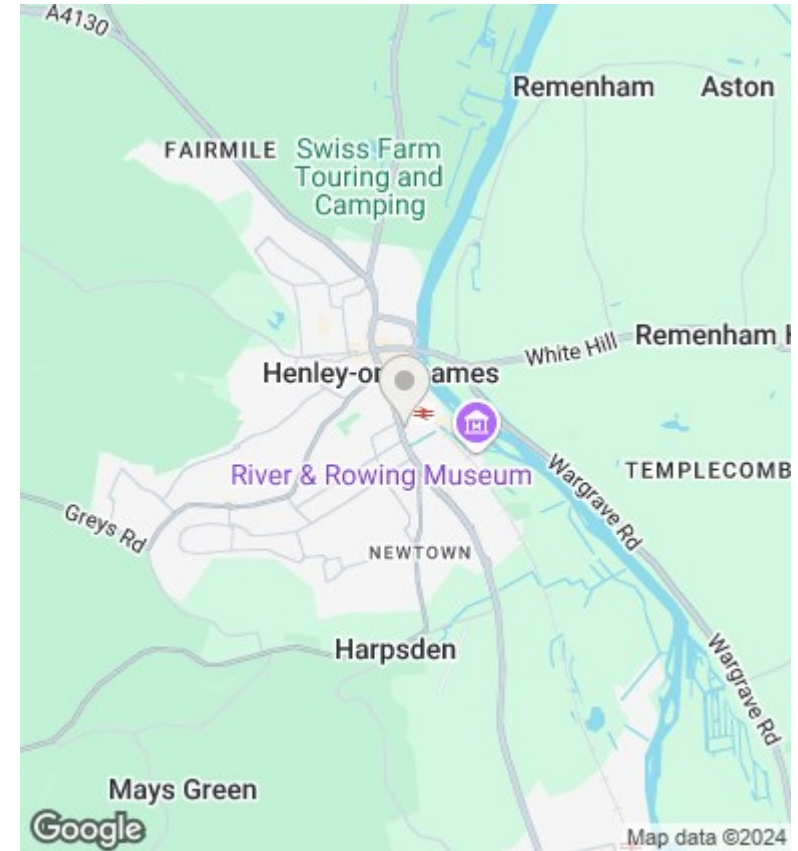 A4130
Remenham
Aston
FAIRMILE
Swiss Farm
Touring and
Camping
White Hill
Remenham H
Henley-on
ames
River & Rowing Museum
TEMPLECOMB
Wargrave Rd
Greys Rd
NEWTOWN
Harpsden
Wargrave Rd
Mays Green
Google
Map data ©2024